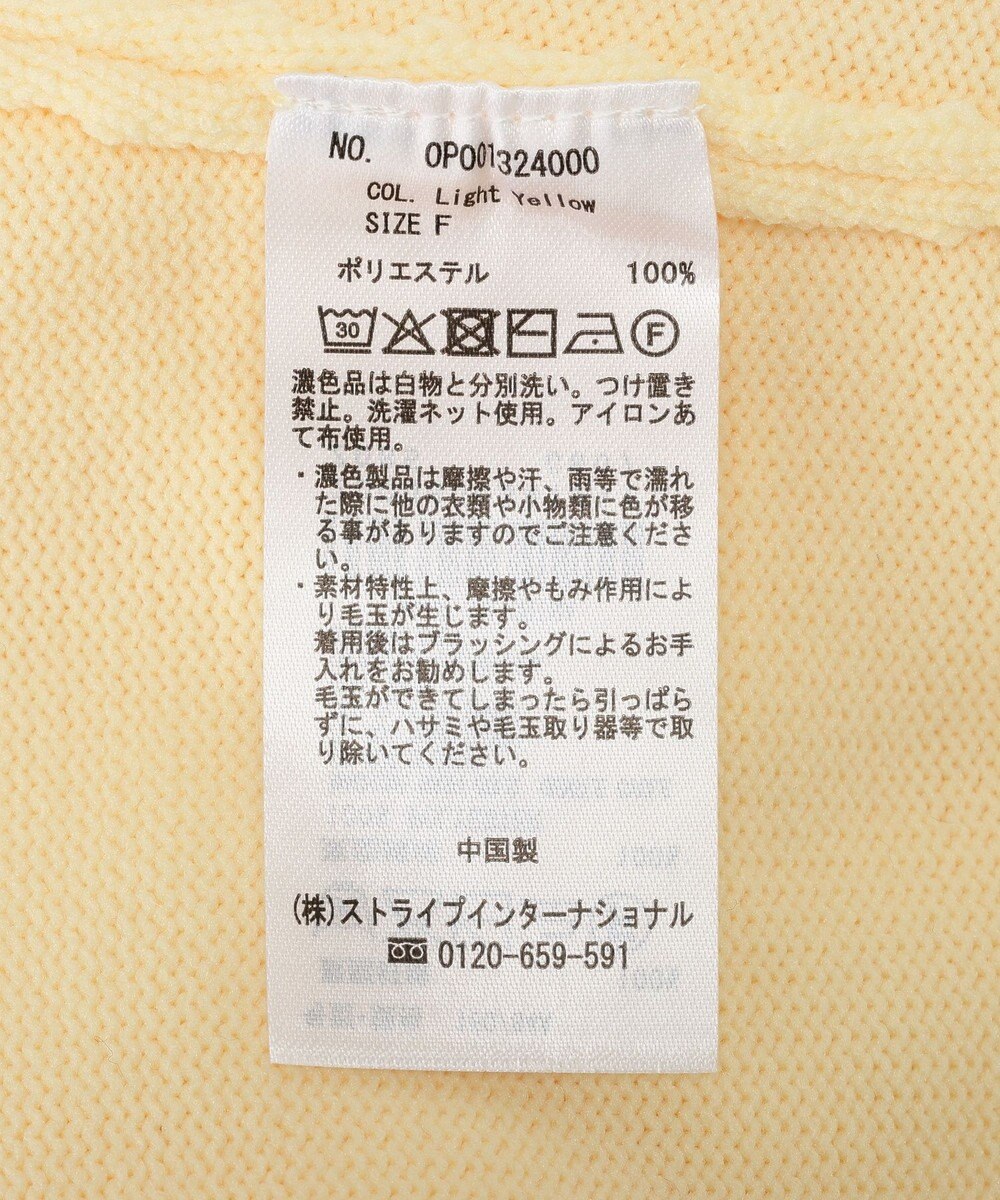 NO. OP001324000
COL. Light Yellow
SIZE F
ポリエステル 100%
30 F
濃色品は白物と分別洗い。つけ置き
禁止。洗濯ネット使用。アイロンあ
て布使用。
・濃色製品は摩擦や汗、雨等で濡れ
た際に他の衣類や小物類に色が移
る事がありますのでご注意くださ
い。
・素材特性上、摩擦やもみ作用によ
り毛玉が生じます。
着用後はブラッシングによるお手
入れをお勧めします。
毛玉ができてしまったら引っぱら
ずに、ハサミや毛玉取り器等で取
り除いてください。
中国製
(株)ストライプインターナショナル
0120-659-591